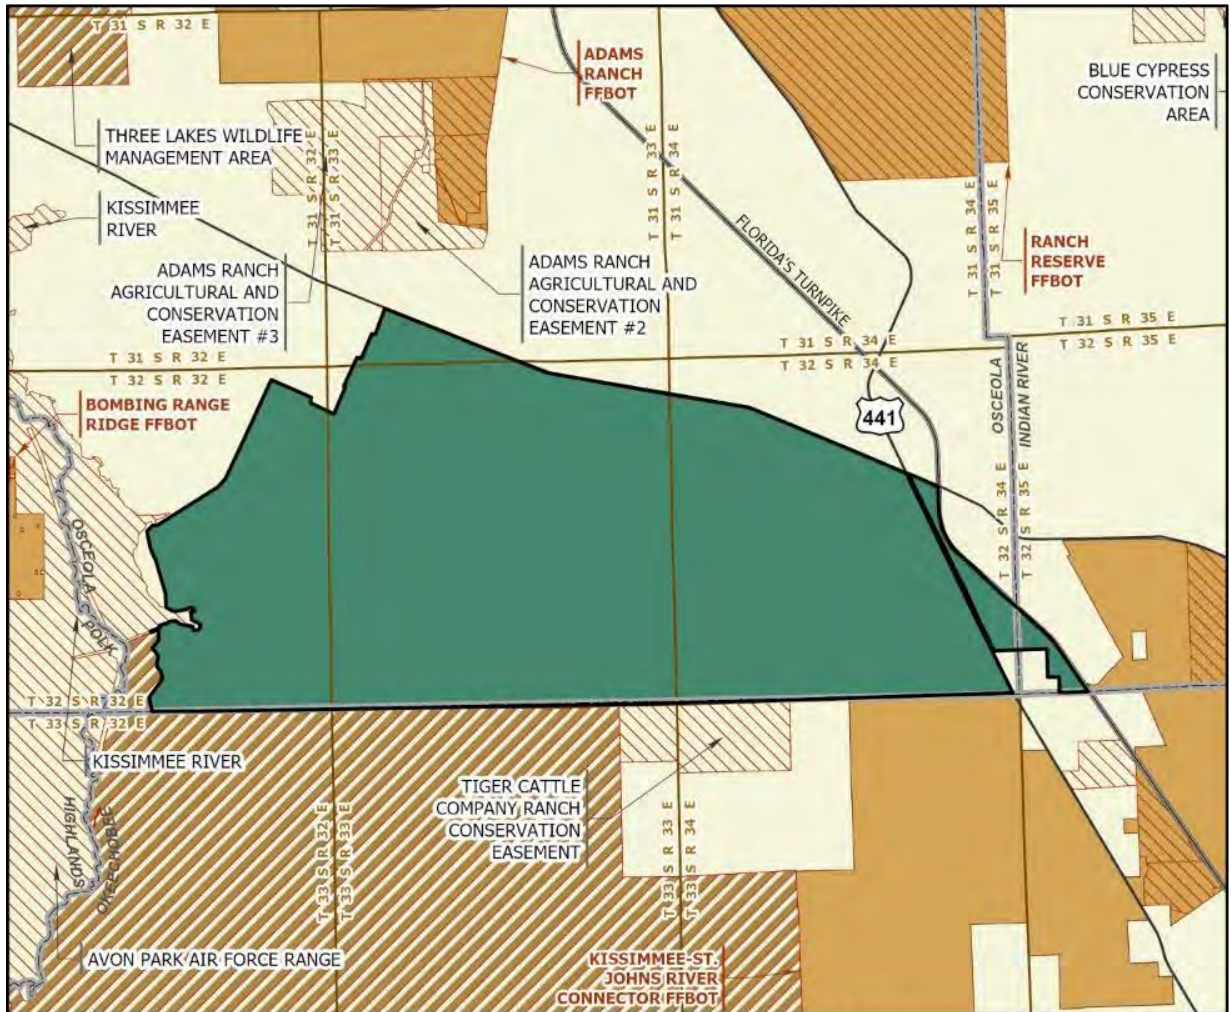 T 31 S R 32 E
ADAMS
RANCH
FFBOT
BLUE CYPRESS
CONSERVATION
AREA
THREE LAKES WILDLIFE
MANAGEMENT AREA
T 31 S R 32 E
T 31 S R 33 E
T 31 S R 33 E
T 31 S R 34 E
T 31 S R 34 E
T 31 S R 35 E
KISSIMMEE
RIVER
FLORIDA'S TURNPIKE
RANCH
RESERVE
FFBOT
ADAMS RANCH
AGRICULTURAL AND
CONSERVATION
EASEMENT #3
ADAMS RANCH
AGRICULTURAL AND
CONSERVATION
EASEMENT #2
T 31 S R 32 E
T 32 S R 32 E
T 31 S R 34 E
T 32 S R 34 E
T 31 S R 35 E
T 32 S R 35 E
BOMBING RANGE
RIDGE FFBOT
441
OSCEOLA
INDIAN RIVER
T 32 S R 34 E
T 32 S R 35 E
OSCEOLA
POLK
T 32 S R 32 E
T 33 S R 32 E
KISSIMMEE RIVER
HIGHLANDS
OKEECHOBEE
TIGER CATTLE
COMPANY RANCH
CONSERVATION
EASEMENT
T 33 S R 32 E
T 33 S R 33 E
T 33 S R 33 E
T 33 S R 34 E
AVON PARK AIR FORCE RANGE
KISSIMMEE-ST.
JOHNS RIVER
CONNECTOR FFBOT